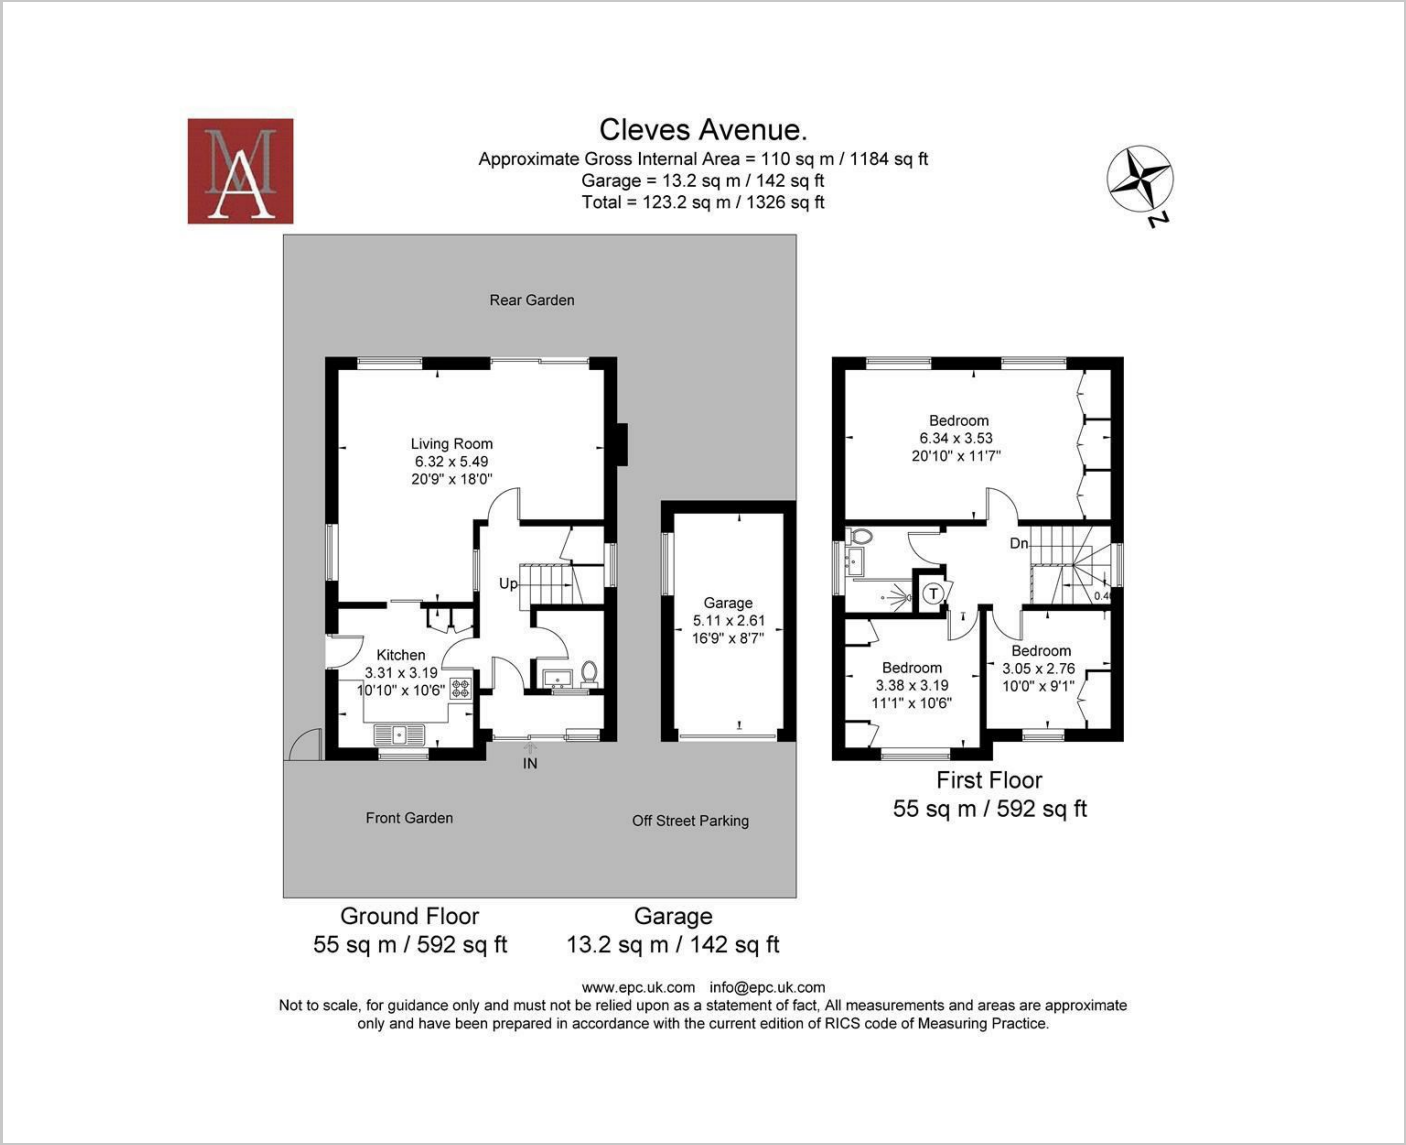 MA
Cleves Avenue.
Approximate Gross Internal Area = 110 sq m / 1184 sq ft
Garage = 13.2 sq m / 142 sq ft
Total = 123.2 sq m / 1326 sq ft
N
Rear Garden
Living Room
6.32 x 5.49
20'9" x 18'0"
Up
Kitchen
3.31 x 3.19
10'10" x 10'6"
IN
Garage
5.11 x 2.61
16'9" x 8'7"
Front Garden
Off Street Parking
Bedroom
6.34 x 3.53
20'10" x 11'7"
Dn
T
Bedroom
3.38 x 3.19
11'1" x 10'6"
Bedroom
3.05 x 2.76
10'0" x 9'1"
First Floor
55 sq m / 592 sq ft
Ground Floor
55 sq m / 592 sq ft
Garage
13.2 sq m / 142 sq ft
www.epc.uk.com info@epc.uk.com
Not to scale, for guidance only and must not be relied upon as a statement of fact, All measurements and areas are approximate
only and have been prepared in accordance with the current edition of RICS code of Measuring Practice.